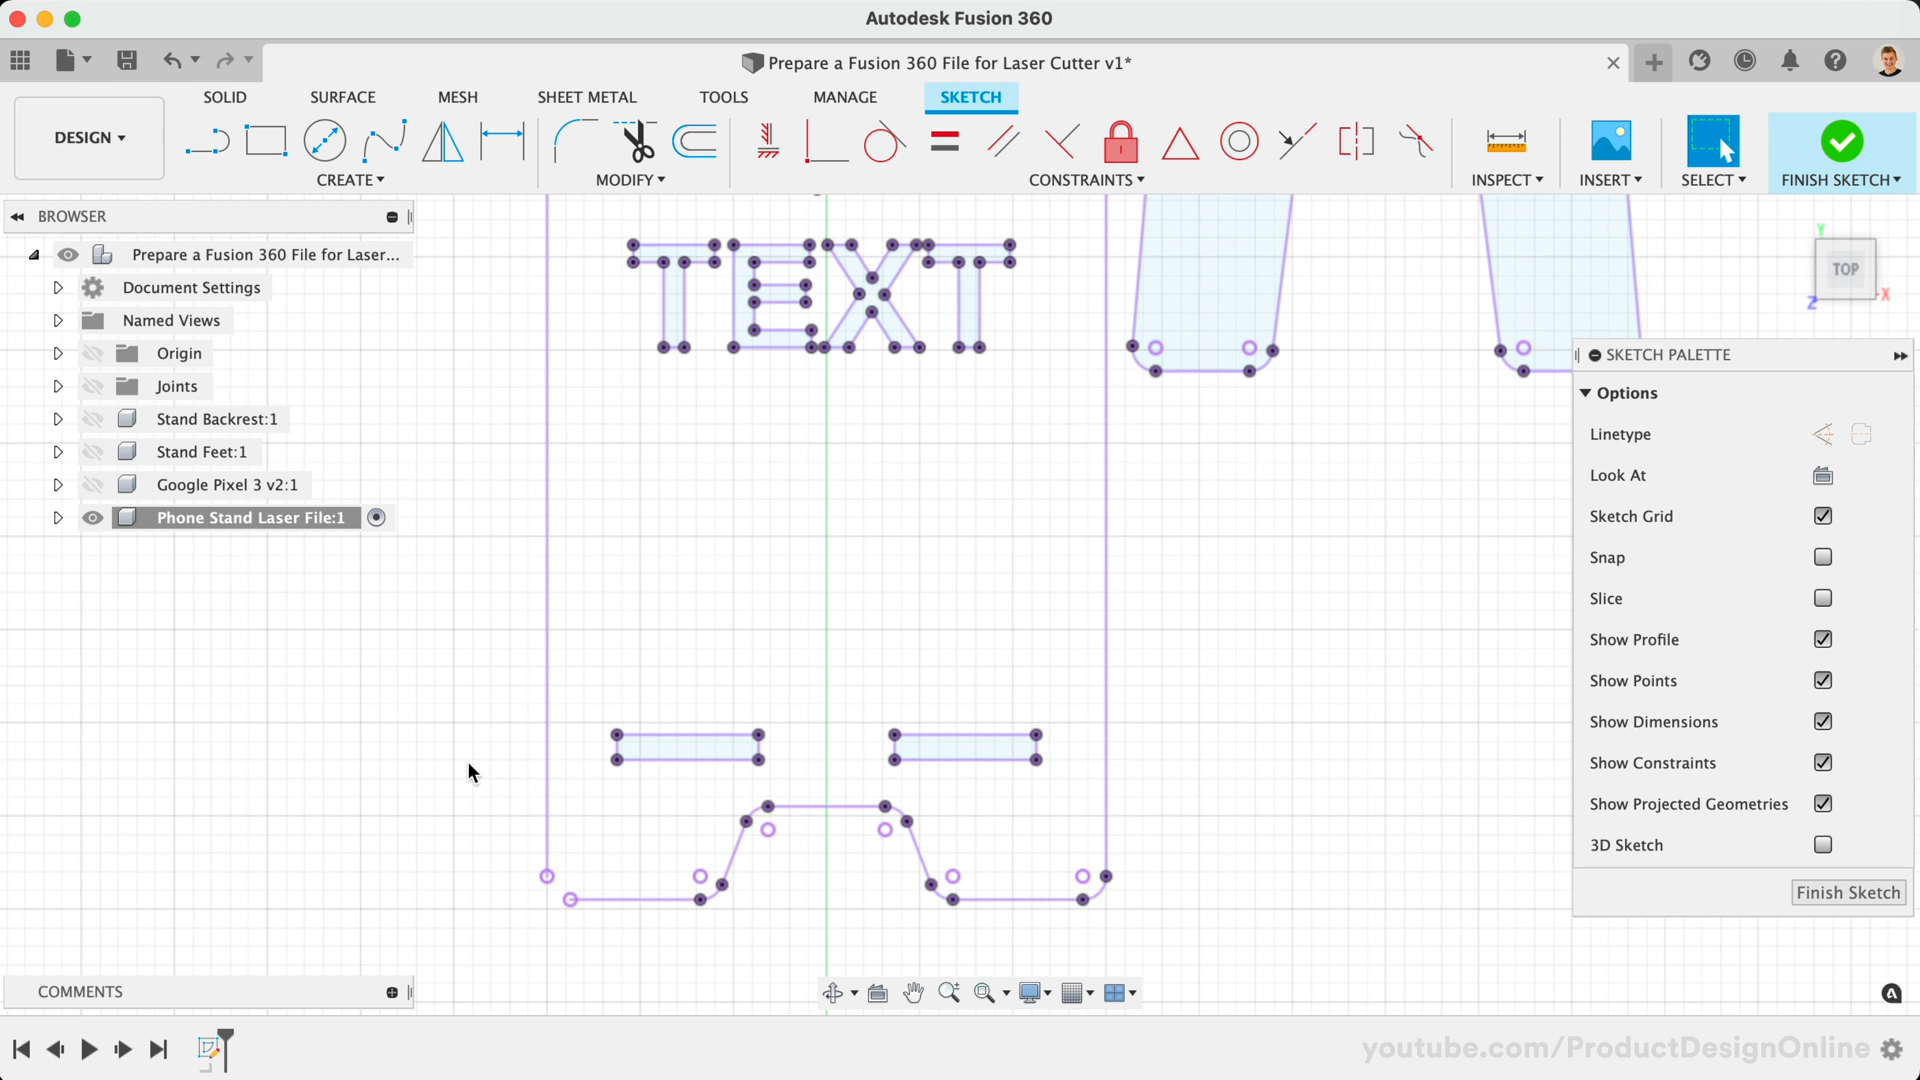 Autodesk Fusion 360
Prepare a Fusion 360 File for Laser Cutter v1*
SOLID SURFACE MESH SHEET METAL TOOLS MANAGE SKETCH
DESIGN
CREATE MODIFY CONSTRAINTS INSPECT INSERT SELECT FINISH SKETCH
BROWSER
Prepare a Fusion 360 File for Laser...
Document Settings
Named Views
Origin
Joints
Stand Backrest:1
Stand Feet:1
Google Pixel 3 v2:1
Phone Stand Laser File:1
TEXT
Y
TOP
X
Z
SKETCH PALETTE
Options
Linetype
Look At
Sketch Grid
Snap
Slice
Show Profile
Show Points
Show Dimensions
Show Constraints
Show Projected Geometries
3D Sketch
Finish Sketch
COMMENTS
youtube.com/ProductDesignOnline